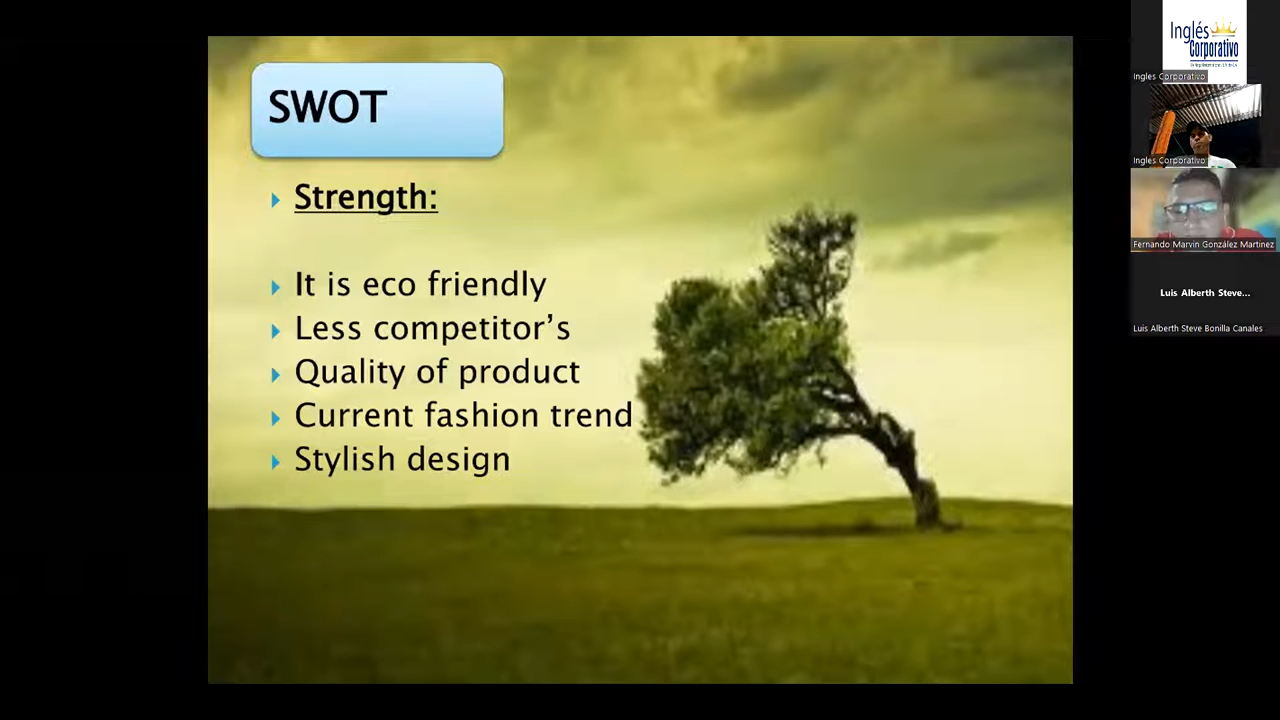 SWOT
Strength:
It is eco friendly
Less competitor’s
Quality of product
Current fashion trend
Stylish design
Inglés
Corporativo
Ingles Corporativo
Ingles Corporativo
Fernando Marvin González Martinez
Luis Alberth Steve...
Luis Alberth Steve Bonilla Canales